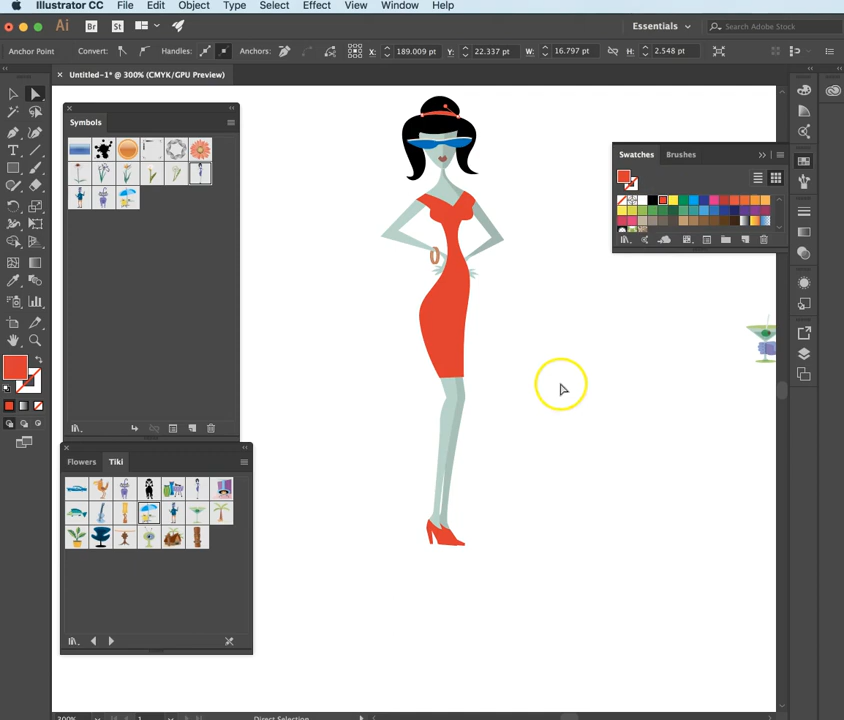 Illustrator CC File Edit Object Type Select Effect View Window Help
Ai Br St Essentials Search Adobe Stock
Anchor Point Convert: Handles: Anchors: X: 189.009 pt Y: 22.337 pt W: 16.797 pt H: 2.548 pt
× Untitled-1* @ 300% (CMYK/GPU Preview)
Symbols
Swatches Brushes
Flowers Tiki
300% 1 Direct Selection